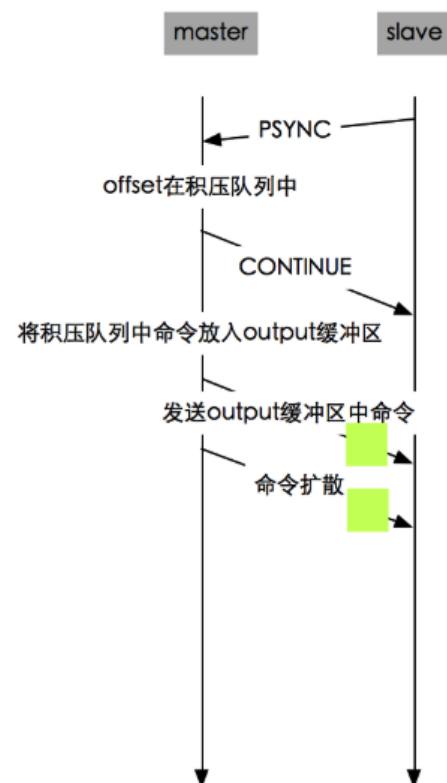 master
slave
PSYNC
offset在积压队列中
CONTINUE
将积压队列中命令放入output缓冲区
发送output缓冲区中命令
命令扩散